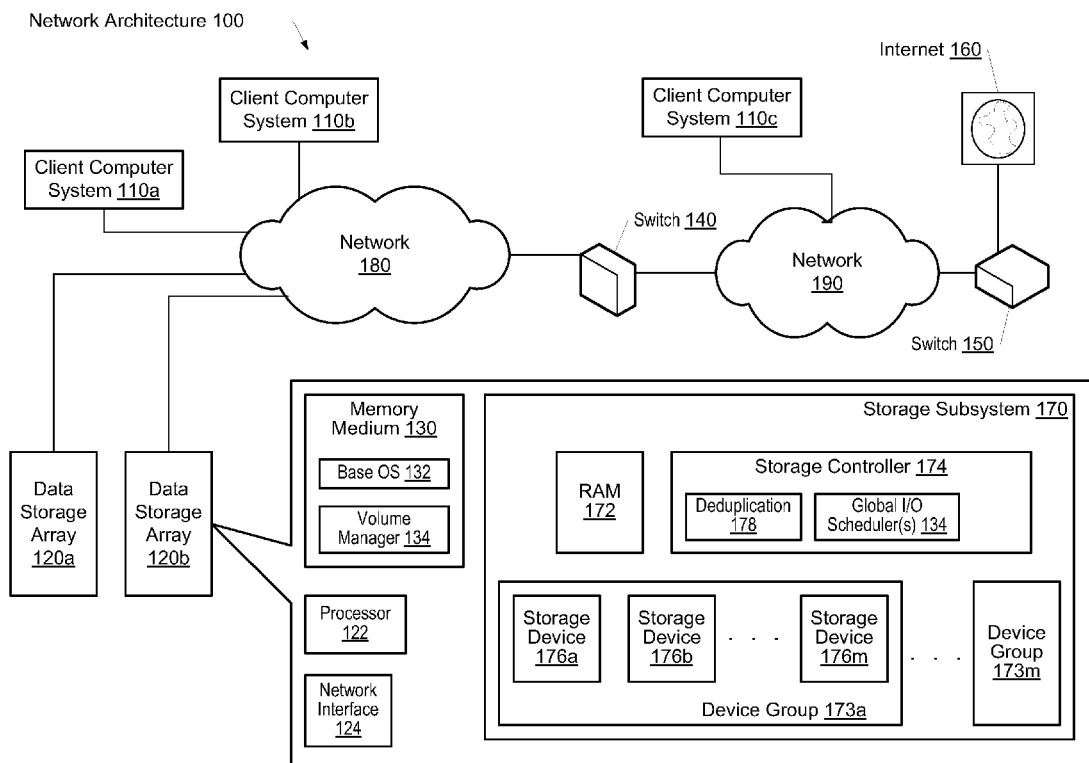 Network Architecture 100
Internet 160
Client Computer
System 110b
Client Computer
System 110c
Client Computer
System 110a
Switch 140
Network
180
Network
190
Switch 150
Data
Storage
Array
120a
Data
Storage
Array
120b
Memory
Medium 130
Base OS 132
Volume
Manager 134
Processor
122
Network
Interface
124
Storage Subsystem 170
RAM
172
Storage Controller 174
Deduplication
178
Global I/O
Scheduler(s) 134
Storage
Device
176a
Storage
Device
176b
. . .
Storage
Device
176m
Device Group 173a
. . . .
Device
Group
173m